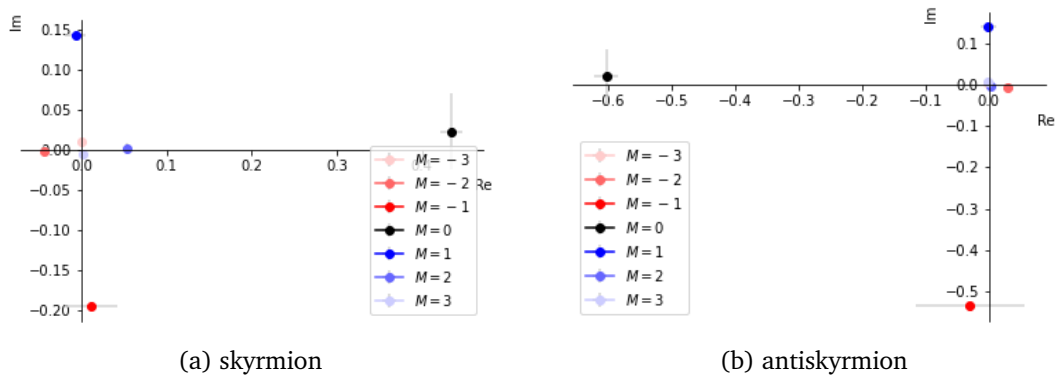 Im
0.15
0.10
0.05
0.00
−0.05
−0.10
−0.15
−0.20
0.0 0.1 0.2 0.3 0.4
Re
M = −3
M = −2
M = −1
M = 0
M = 1
M = 2
M = 3
(a) skyrmion
Im
0.1
0.0
−0.1
−0.2
−0.3
−0.4
−0.5
−0.6 −0.5 −0.4 −0.3 −0.2 −0.1 0.0
Re
M = −3
M = −2
M = −1
M = 0
M = 1
M = 2
M = 3
(b) antiskyrmion